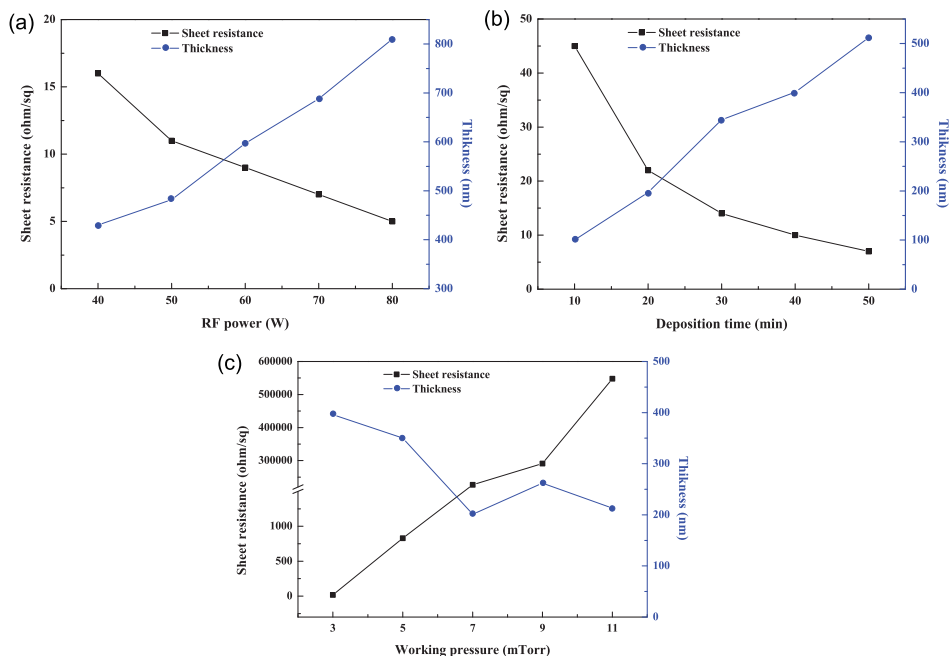 (a)
Sheet resistance
Thickness
20
15
10
5
0
800
700
600
500
400
300
40 50 60 70 80
Sheet resistance (ohm/sq)
Thikness (nm)
RF power (W)
(b)
Sheet resistance
Thickness
50
40
30
20
10
0
500
400
300
200
100
0
10 20 30 40 50
Sheet resistance (ohm/sq)
Thikness (nm)
Deposition time (min)
(c)
Sheet resistance
Thickness
600000
500000
400000
300000
1000
500
0
500
400
300
200
100
0
3 5 7 9 11
Sheet resistance (ohm/sq)
Thikness (nm)
Working pressure (mTorr)